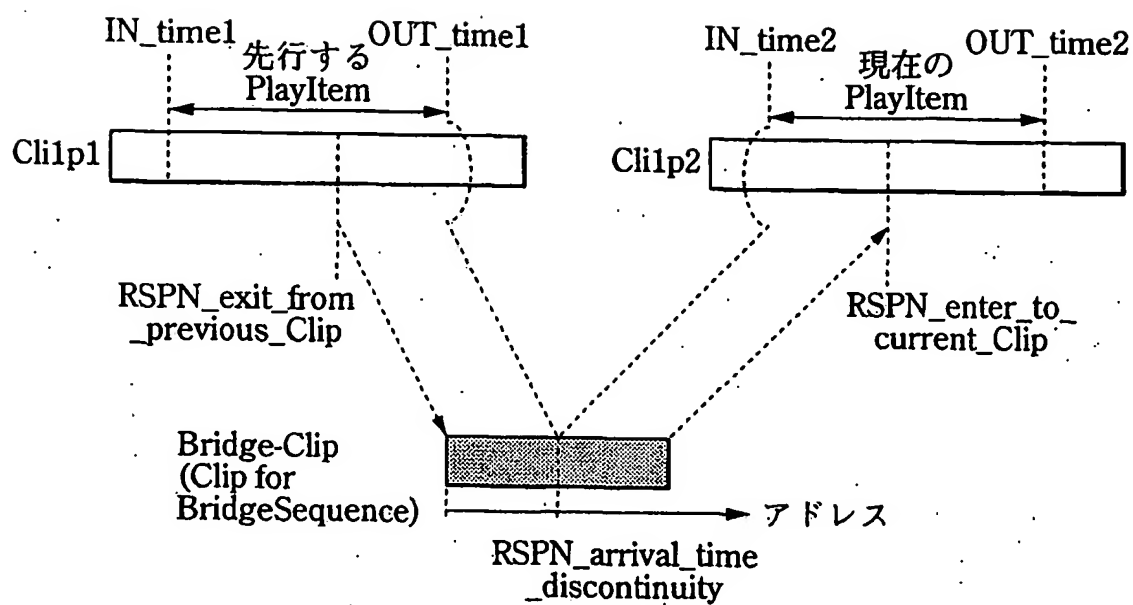 IN_time1
OUT_time1
先行する
PlayItem
IN_time2
OUT_time2
現在の
PlayItem
Cli1p1
Cli1p2
RSPN_exit_from
_previous_Clip
RSPN_enter_to_
current_Clip
Bridge-Clip
(Clip for
BridgeSequence)
アドレス
RSPN_arrival_time
_discontinuity